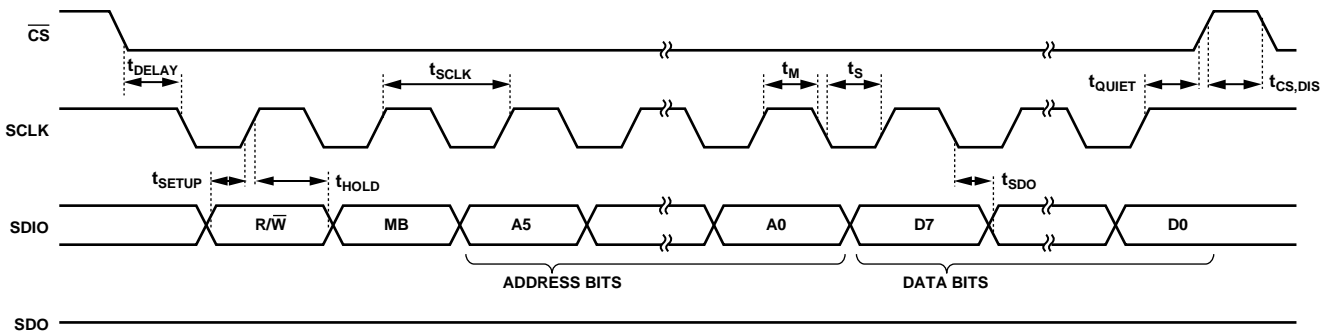 CS
tDELAY
tSCLK
tM
tS
tQUIET
tCS,DIS
SCLK
tSETUP
tHOLD
tSDO
SDIO
R/W
MB
A5
A0
D7
D0
ADDRESS BITS
DATA BITS
SDO